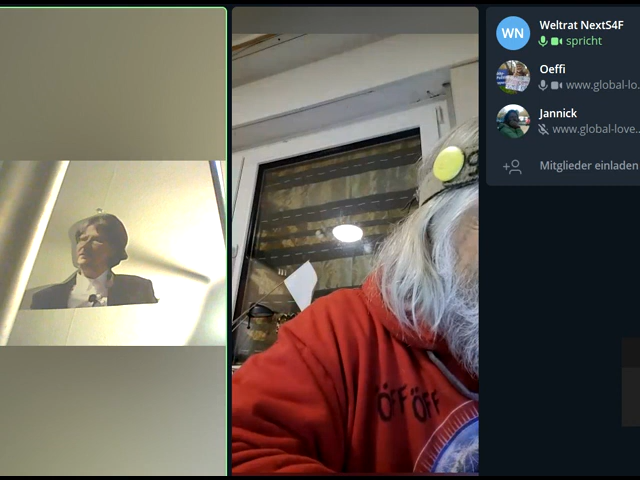 WN
Weltrat NextS4F
spricht
Oeffi
www.global-lo...
Jannick
www.global-love...
Mitglieder einladen
ÖFF ÖFF